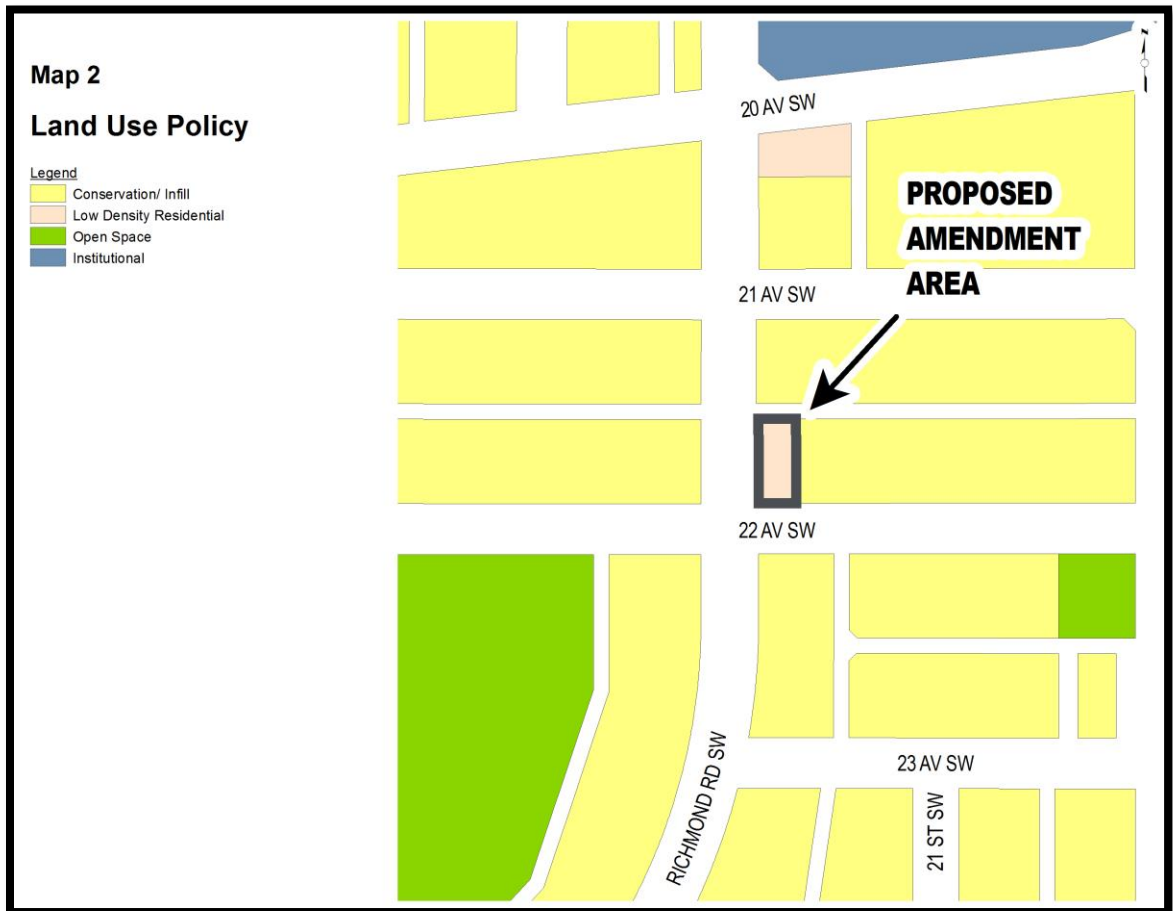 Map 2
Land Use Policy
Legend
Conservation/ Infill
Low Density Residential
Open Space
Institutional
N
20 AV SW
PROPOSED
AMENDMENT
AREA
21 AV SW
22 AV SW
RICHMOND RD SW
23 AV SW
21 ST SW